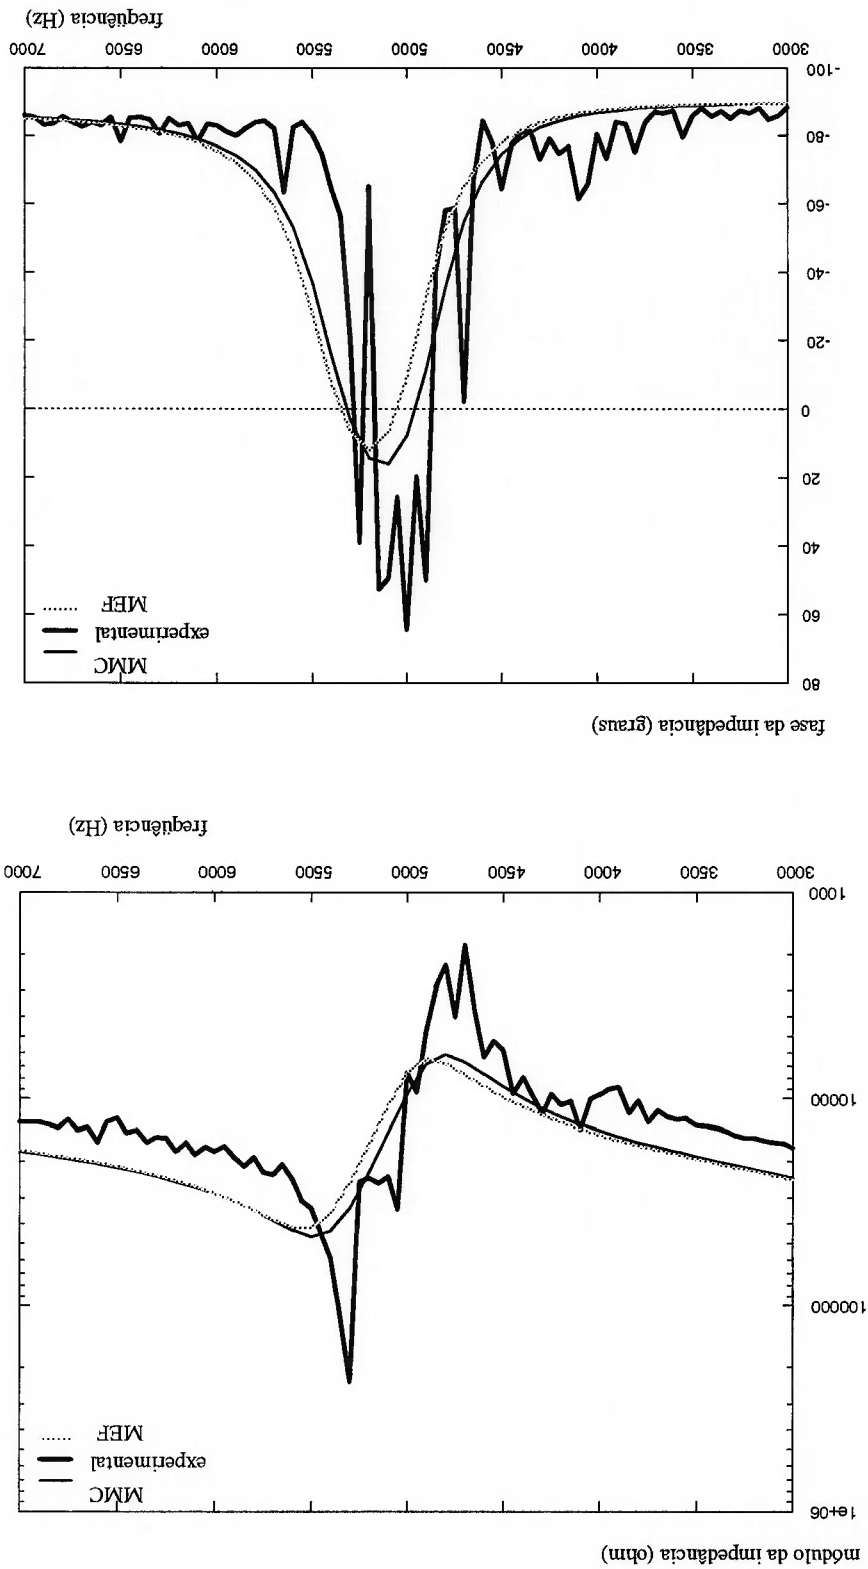 módulo da impedância (ohm)
1e+06
100000
10000
1000
MMC
experimental
MEF
3000 3500 4000 4500 5000 5500 6000 6500 7000
freqüência (Hz)
fase da impedância (graus)
80
60
40
20
0
-20
-40
-60
-80
-100
MMC
experimental
MEF
3000 3500 4000 4500 5000 5500 6000 6500 7000
freqüência (Hz)